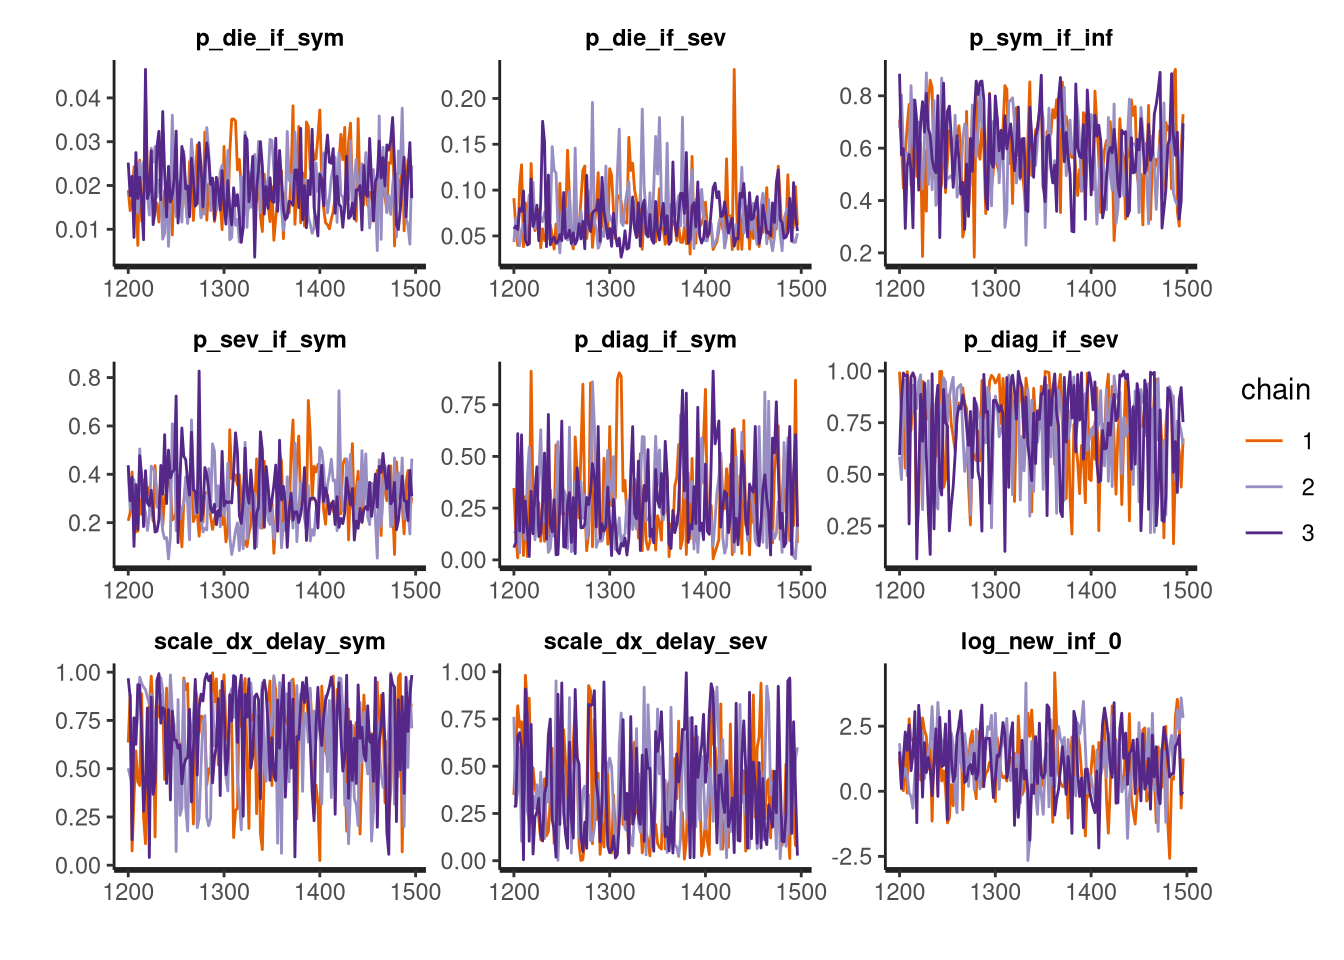 p_die_if_sym p_die_if_sev p_sym_if_inf
0.04 0.20 0.8
0.03 0.15 0.6
0.02 0.10 0.4
0.01 0.05 0.2
1200 1300 1400 1500 1200 1300 1400 1500 1200 1300 1400 1500
p_sev_if_sym p_diag_if_sym p_diag_if_sev
0.8 0.75 1.00
0.6 0.50 0.75
0.4 0.25 0.50
0.2 0.00 0.25
1200 1300 1400 1500 1200 1300 1400 1500 1200 1300 1400 1500
scale_dx_delay_sym scale_dx_delay_sev log_new_inf_0
1.00 1.00
0.75 0.75 2.5
0.50 0.50 0.0
0.25 0.25
0.00 0.00 -2.5
1200 1300 1400 1500 1200 1300 1400 1500 1200 1300 1400 1500
chain
1
2
3